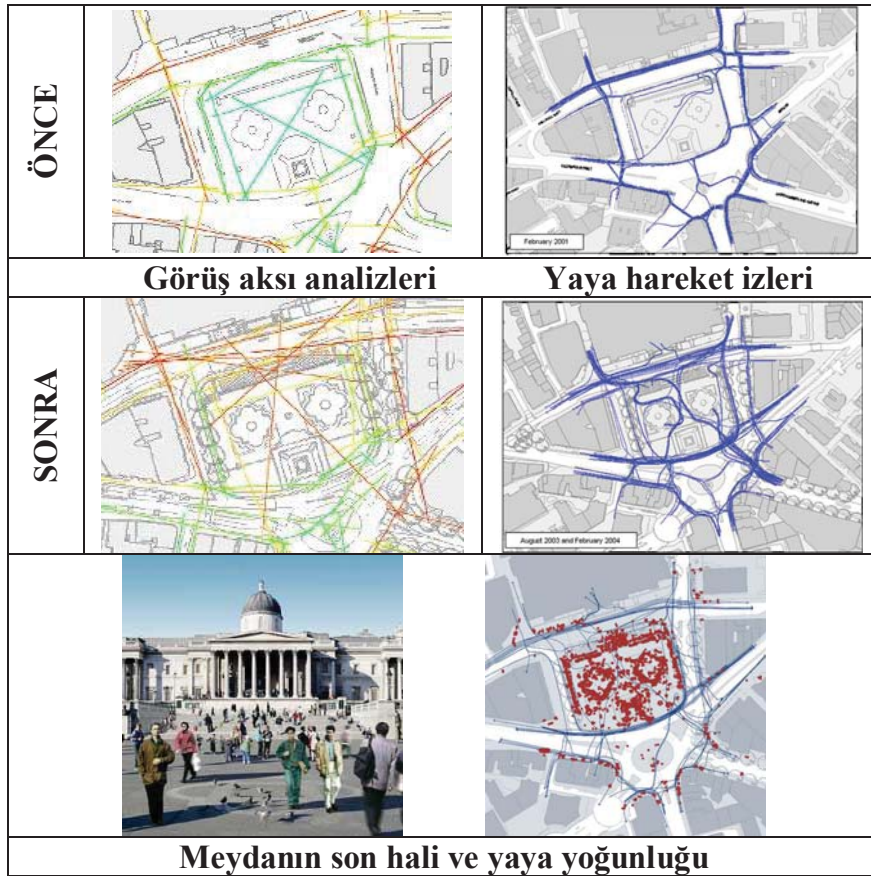 ÖNCE
February 2001
Görüş aksı analizleri
Yaya hareket izleri
SONRA
August 2003 and February 2004
Meydanın son hali ve yaya yoğunluğu